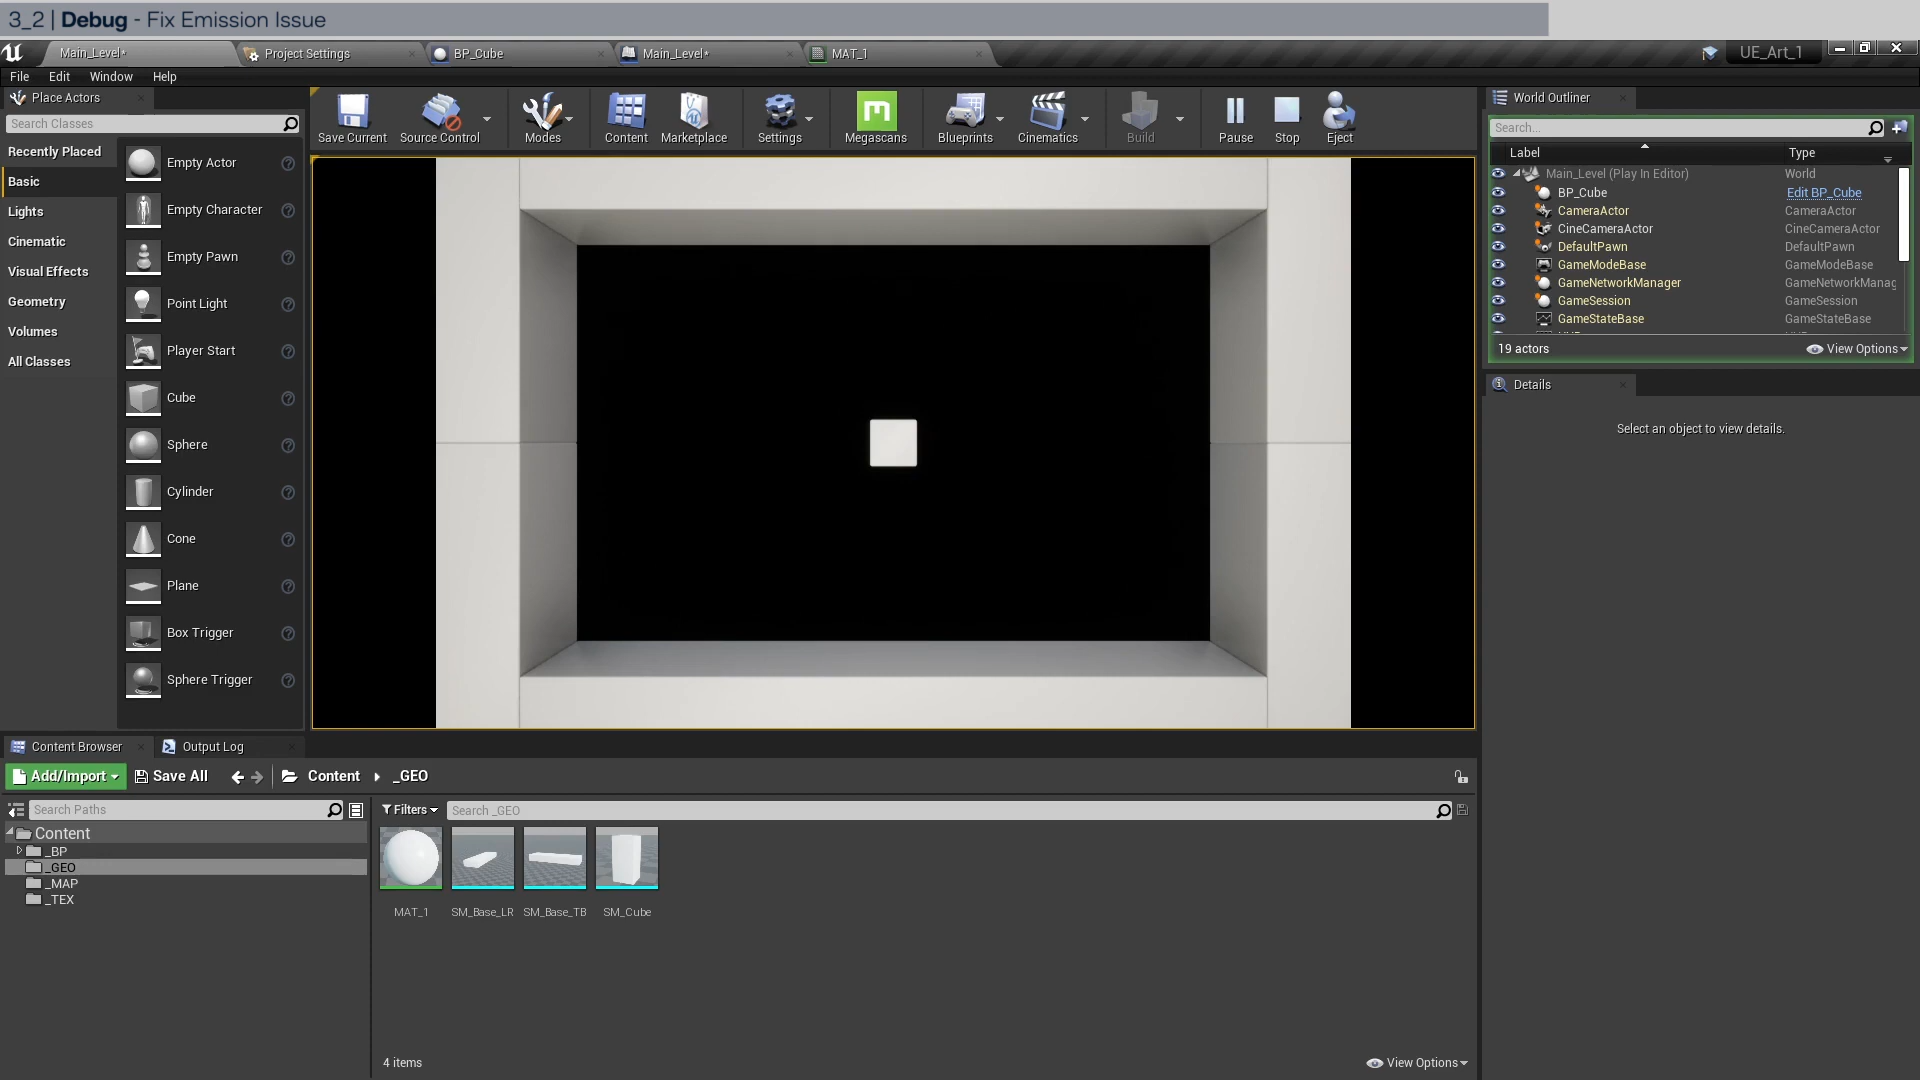 3_2 | Debug - Fix Emission Issue
Main_Level*
Project Settings
BP_Cube
Main_Level*
MAT_1
UE_Art_1
File Edit Window Help
Place Actors
Search Classes
Recently Placed
Basic
Lights
Cinematic
Visual Effects
Geometry
Volumes
All Classes
Empty Actor
Empty Character
Empty Pawn
Point Light
Player Start
Cube
Sphere
Cylinder
Cone
Plane
Box Trigger
Sphere Trigger
Save Current
Source Control
Modes
Content
Marketplace
Settings
Megascans
Blueprints
Cinematics
Build
Pause
Stop
Eject
World Outliner
Search...
Label Type
Main_Level (Play In Editor) World
BP_Cube Edit BP_Cube
CameraActor CameraActor
CineCameraActor CineCameraActor
DefaultPawn DefaultPawn
GameModeBase GameModeBase
GameNetworkManager GameNetworkManag
GameSession GameSession
GameStateBase GameStateBase
19 actors View Options
Details
Select an object to view details.
Content Browser
Output Log
Add/Import Save All Content _GEO
Search Paths
Content
_BP
_GEO
_MAP
_TEX
Filters Search _GEO
MAT_1
SM_Base_LR
SM_Base_TB
SM_Cube
4 items View Options